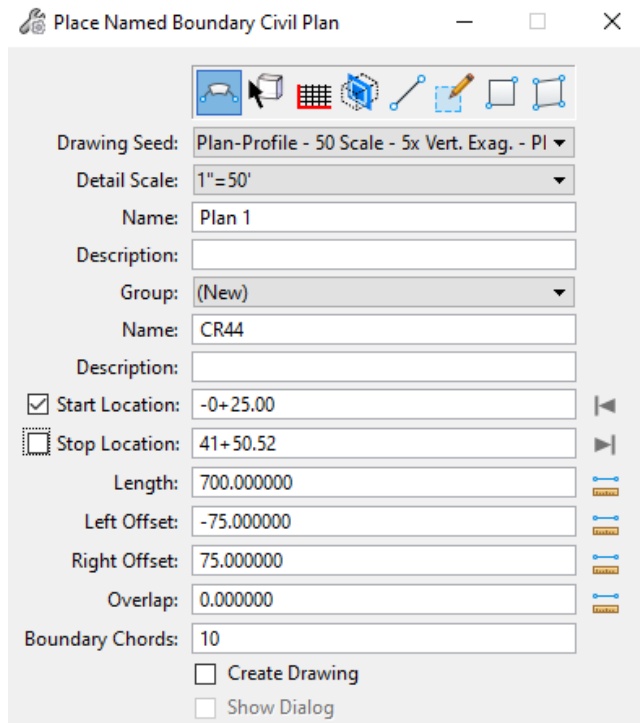 Place Named Boundary Civil Plan
Drawing Seed: Plan-Profile - 50 Scale - 5x Vert. Exag. - Pl
Detail Scale: 1"=50'
Name: Plan 1
Description:
Group: (New)
Name: CR44
Description:
Start Location: -0+25.00
Stop Location: 41+50.52
Length: 700.000000
Left Offset: -75.000000
Right Offset: 75.000000
Overlap: 0.000000
Boundary Chords: 10
Create Drawing
Show Dialog